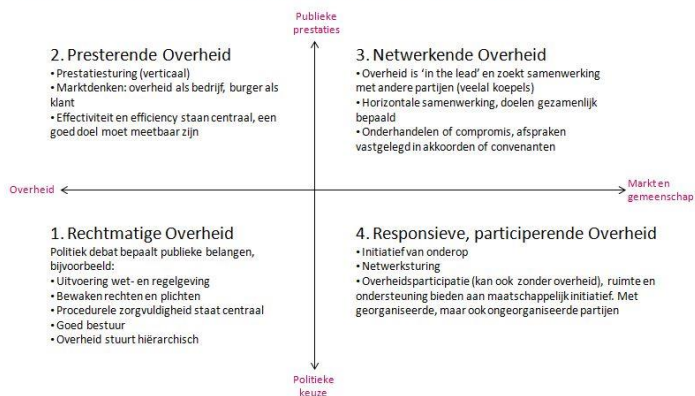 Publieke
prestaties
2. Presterende Overheid
• Prestatiesturing (verticaal)
• Marktdenken: overheid als bedrijf, burger als
klant
• Effectiviteit en efficiency staan centraal, een
goed doel moet meetbaar zijn
3. Netwerkende Overheid
• Overheid is ‘in the lead’ en zoekt samenwerking
met andere partijen (veelal koepels)
• Horizontale samenwerking, doelen gezamenlijk
bepaald
• Onderhandelen of compromis, afspraken
vastgelegd in akkoorden of convenanten
Overheid
Markt en
gemeenschap
1. Rechtmatige Overheid
Politiek debat bepaalt publieke belangen,
bijvoorbeeld:
• Uitvoering wet- en regelgeving
• Bewaken rechten en plichten
• Procedurele zorgvuldigheid staat centraal
• Goed bestuur
• Overheid stuurt hiërarchisch
4. Responsieve, participerende Overheid
• Initiatief van onderop
• Netwerksturing
• Overheidsparticipatie (kan ook zonder overheid), ruimte en
ondersteuning bieden aan maatschappelijk initiatief. Met
georganiseerde, maar ook ongeorganiseerde partijen
Politieke
keuze